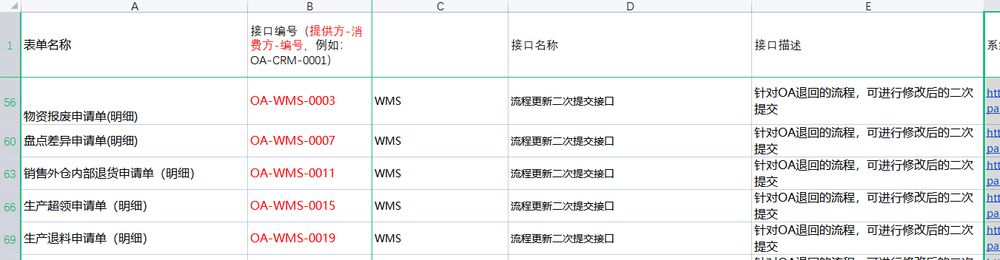 A B C D E
1 表单名称 接口编号（提供方-消 接口名称 接口描述 系
费方-编号，例如：
OA-CRM-0001）
56 物资报废申请单(明细) OA-WMS-0003 WMS 流程更新二次提交接口 针对OA退回的流程，可进行修改后的二次 htt
提交 pa
60 盘点差异申请单(明细) OA-WMS-0007 WMS 流程更新二次提交接口 针对OA退回的流程，可进行修改后的二次 htt
提交 pa
63 销售外仓内部退货申请单（明细） OA-WMS-0011 WMS 流程更新二次提交接口 针对OA退回的流程，可进行修改后的二次 htt
提交 pa
66 生产超领申请单（明细） OA-WMS-0015 WMS 流程更新二次提交接口 针对OA退回的流程，可进行修改后的二次 htt
提交 pa
69 生产退料申请单（明细） OA-WMS-0019 WMS 流程更新二次提交接口 针对OA退回的流程，可进行修改后的二次 htt
提交 pa